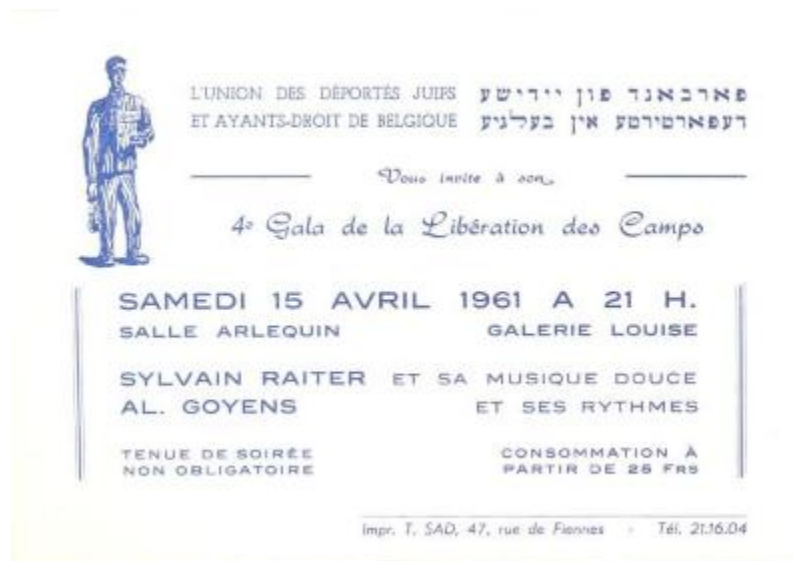 L'UNION DES DÉPORTÉS JUIFS
ET AYANTS-DROIT DE BELGIQUE
פארבאנד פון יידישע
דעפארטירטע אין בעלגיע
Vous invite à son
4e Gala de la Libération des Camps
SAMEDI 15 AVRIL 1961 A 21 H.
SALLE ARLEQUIN GALERIE LOUISE
SYLVAIN RAITER ET SA MUSIQUE DOUCE
AL. GOYENS ET SES RYTHMES
TENUE DE SOIRÉE
NON OBLIGATOIRE
CONSOMMATION À
PARTIR DE 25 FRS
Impr. T. SAD, 47, rue de Fiennes - Tél. 21.16.04